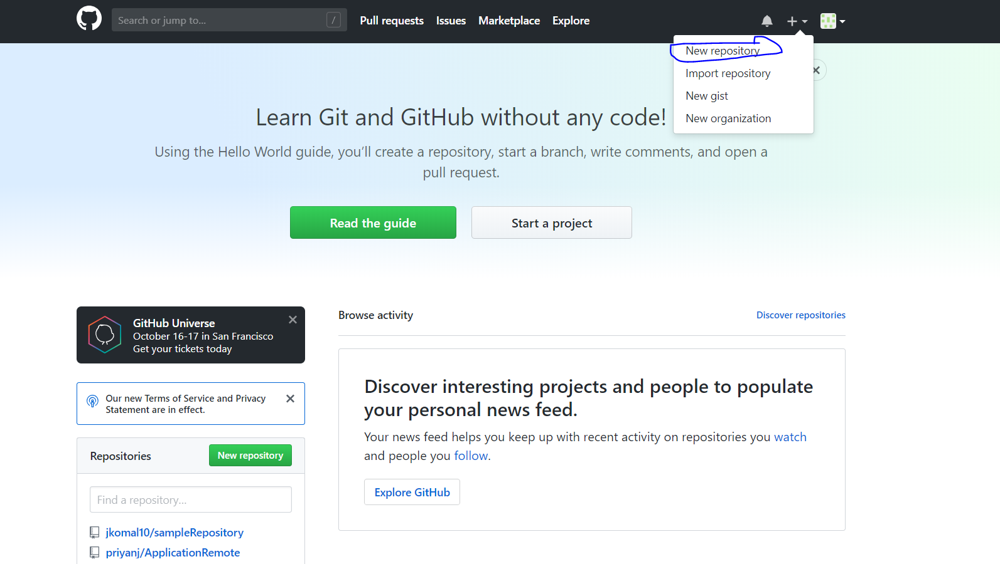 Search or jump to...
/
Pull requests
Issues
Marketplace
Explore
New repository
Import repository
New gist
New organization
Learn Git and GitHub without any code!
Using the Hello World guide, you’ll create a repository, start a branch, write comments, and open a
pull request.
Read the guide
Start a project
GitHub Universe
October 16-17 in San Francisco
Get your tickets today
Our new Terms of Service and Privacy
Statement are in effect.
Repositories
New repository
Find a repository...
jkomal10/sampleRepository
priyanj/ApplicationRemote
Browse activity
Discover repositories
Discover interesting projects and people to populate
your personal news feed.
Your news feed helps you keep up with recent activity on repositories you watch
and people you follow.
Explore GitHub